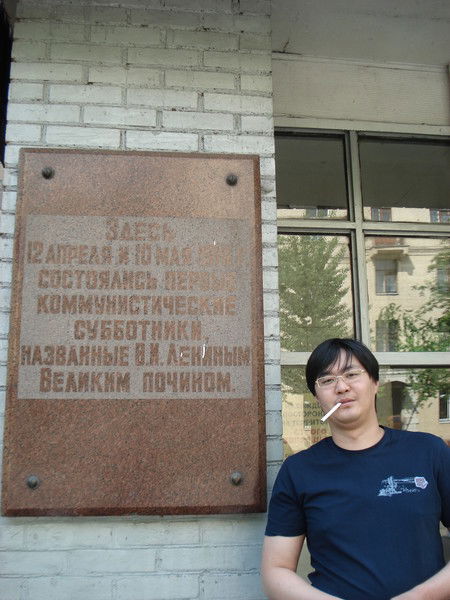 ЗДЕСЬ
12 АПРЕЛЯ И 10 МАЯ
СОСТОЯЛИСЬ ПЕРВЫЕ
КОММУНИСТИЧЕСКИЕ
СУББОТНИКИ,
НАЗВАННЫЕ В.И. ЛЕНИНЫМ
ВЕЛИКИМ ПОЧИНОМ.